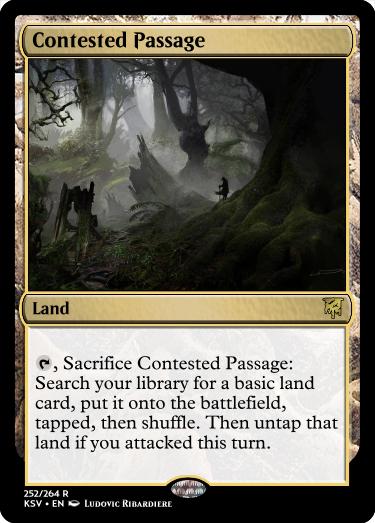 Contested Passage
Land
, Sacrifice Contested Passage:
Search your library for a basic land
card, put it onto the battlefield,
tapped, then shuffle. Then untap that
land if you attacked this turn.
252/264 R
KSV • EN Ludovic Ribardiere